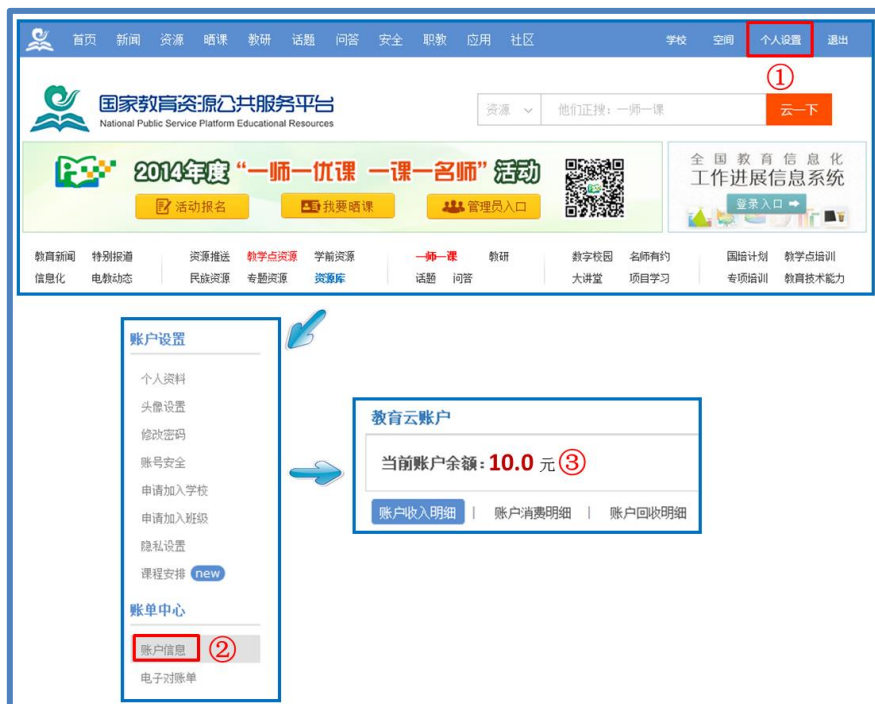 首页 新闻 资源 晒课 教研 话题 问答 安全 职教 应用 社区 学校 空间 个人设置 退出
①
国家教育资源公共服务平台
National Public Service Platform Educational Resources
资源 他们正搜：一师一课 云一下
2014年度“一师一优课 一课一名师”活动
活动报名 我要晒课 管理员入口
全国教育信息化
工作进展信息系统
登录入口
教育新闻 特别报道 资源推送 教学点资源 学前资源 一师一课 教研 数字校园 名师有约 国培计划 教学点培训
信息化 电教动态 民族资源 专题资源 资源库 话题 问答 大讲堂 项目学习 专项培训 教育技术能力
账户设置
个人资料
头像设置
修改密码
账号安全
申请加入学校
申请加入班级
隐私设置
课程安排 new
账单中心
账户信息 ②
电子对账单
教育云账户
当前账户余额：10.0 元 ③
账户收入明细 | 账户消费明细 | 账户回收明细